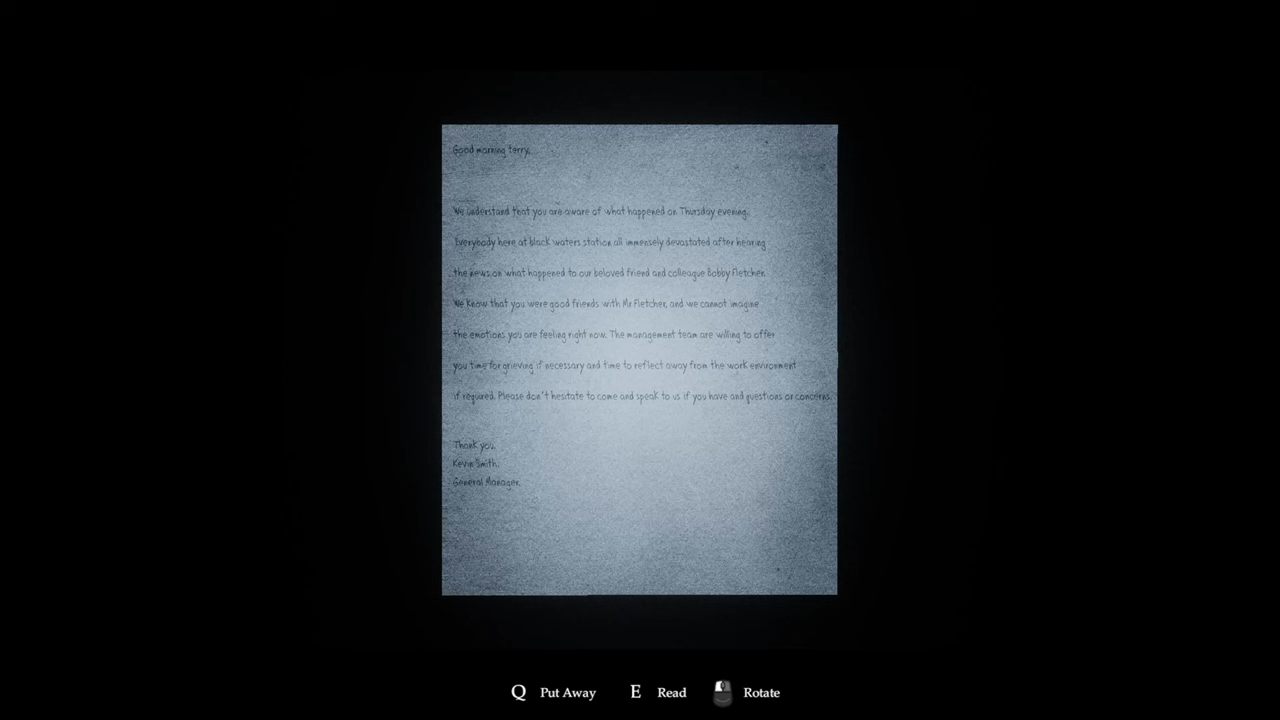 Good morning terry,
We understand that you are aware of what happened on Thursday evening.
Everybody here at black waters station all immensely devastated after hearing
the news on what happened to our beloved friend and colleague Bobby Fletcher.
We know that you were good friends with Mr Fletcher, and we cannot imagine
the emotions you are feeling right now. The management team are willing to offer
you time for grieving if necessary and time to reflect away from the work environment
if required. Please don't hesitate to come and speak to us if you have and questions or concerns.
Thank you.
Kevin Smith.
General Manager.
Q Put Away E Read Rotate